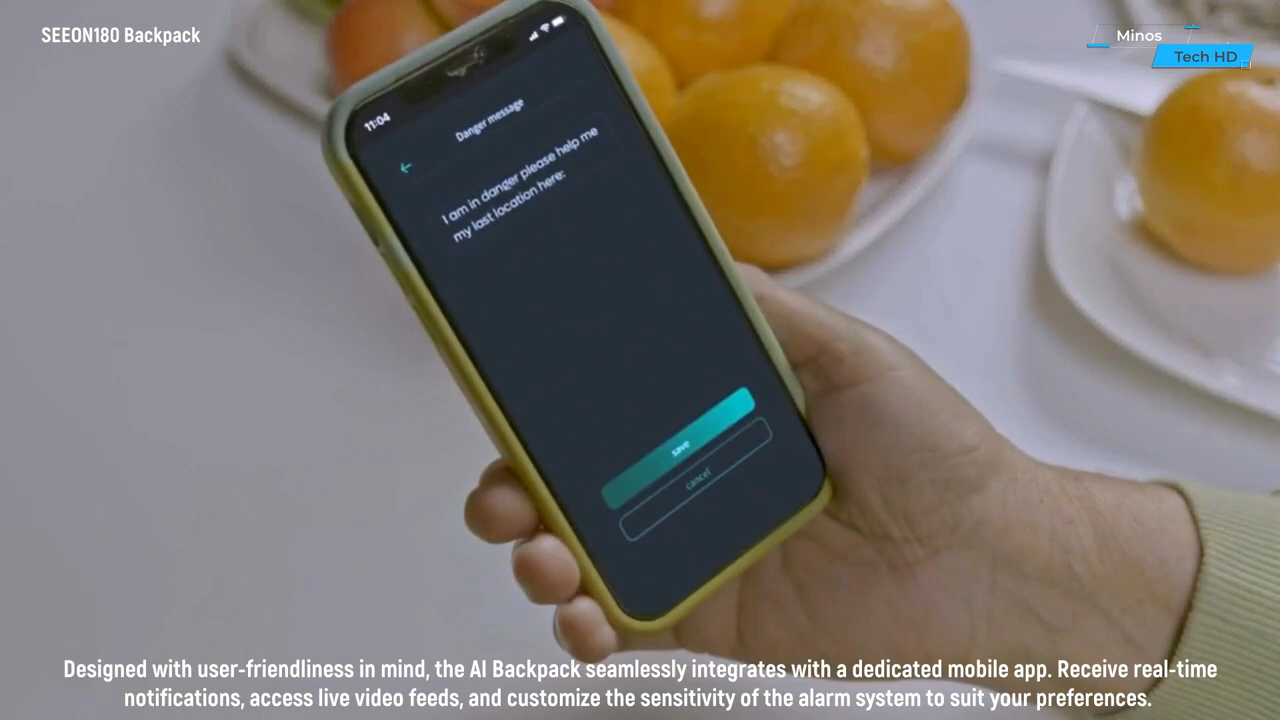 SEEON180 Backpack
Minos
Tech HD
11:04
Danger message
I am in danger please help me
my last location here:
save
cancel
Designed with user-friendliness in mind, the AI Backpack seamlessly integrates with a dedicated mobile app. Receive real-time
notifications, access live video feeds, and customize the sensitivity of the alarm system to suit your preferences.